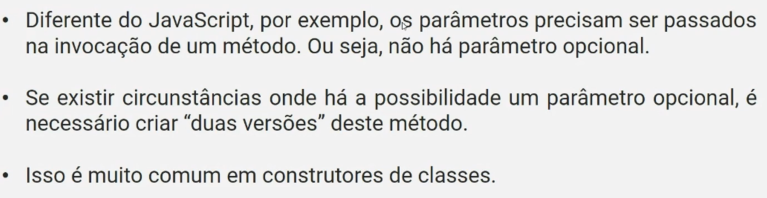 • Diferente do JavaScript, por exemplo, os parâmetros precisam ser passados
na invocação de um método. Ou seja, não há parâmetro opcional.
• Se existir circunstâncias onde há a possibilidade um parâmetro opcional, é
necessário criar “duas versões” deste método.
• Isso é muito comum em construtores de classes.